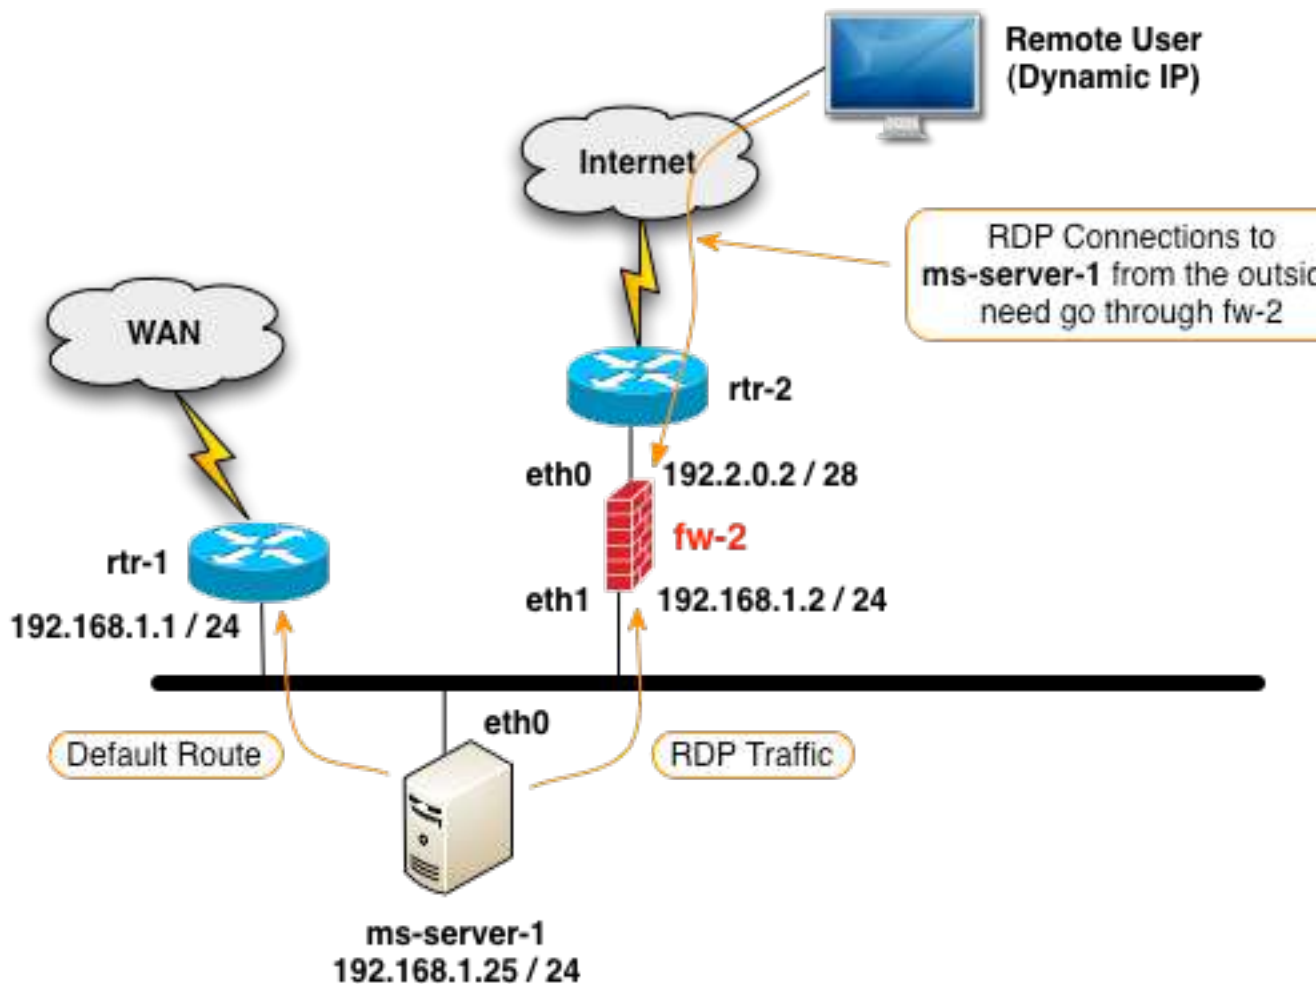 Remote User
(Dynamic IP)
Internet
RDP Connections to
ms-server-1 from the outsid
need go through fw-2
WAN
rtr-2
eth0
192.2.0.2 / 28
fw-2
rtr-1
eth1
192.168.1.2 / 24
192.168.1.1 / 24
eth0
Default Route
RDP Traffic
ms-server-1
192.168.1.25 / 24